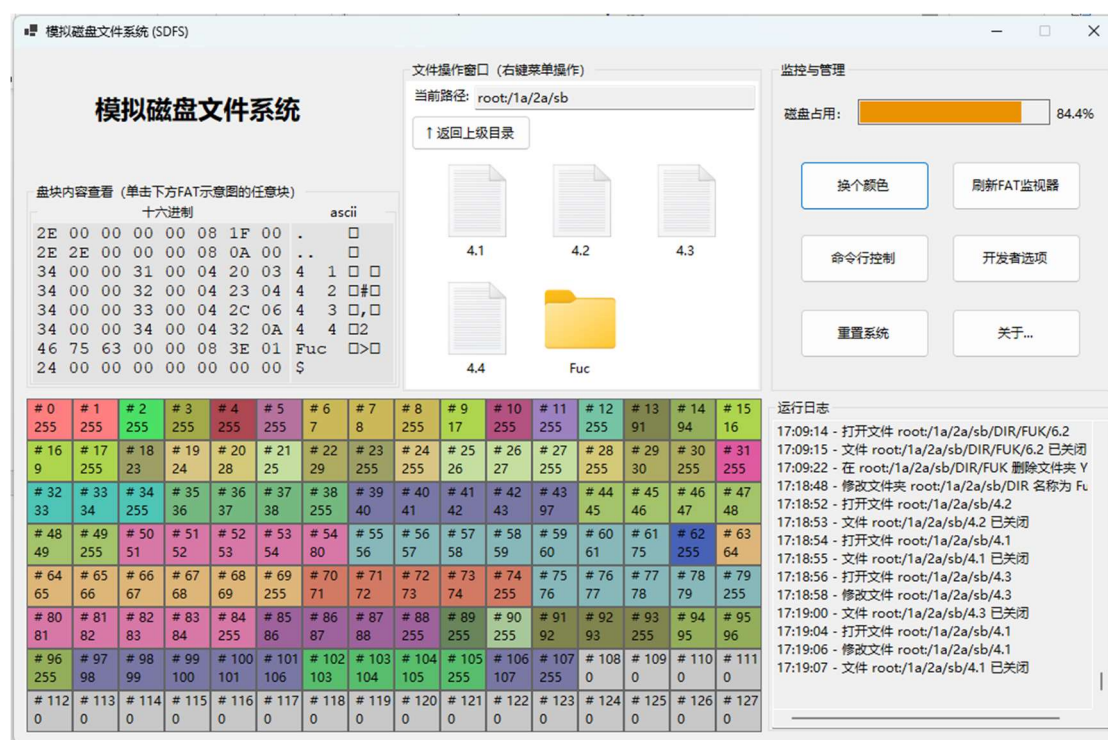 模拟磁盘文件系统 (SDFS)
模拟磁盘文件系统
盘块内容查看（单击下方FAT示意图的任意块）
十六进制 ascii
2E 00 00 00 00 08 1F 00 .
2E 2E 00 00 00 08 0A 00 ..
34 00 00 31 00 04 20 03 4 1
34 00 00 32 00 04 23 04 4 2 #
34 00 00 33 00 04 2C 06 4 3 ,
34 00 00 34 00 04 32 0A 4 4 2
46 75 63 00 00 08 3E 01 Fuc >
24 00 00 00 00 00 00 00 $
文件操作窗口（右键菜单操作）
当前路径: root:/1a/2a/sb
↑返回上级目录
4.1 4.2 4.3
4.4 Fuc
监控与管理
磁盘占用: 84.4%
换个颜色 刷新FAT监视器
命令行控制 开发者选项
重置系统 关于...
# 0 # 1 # 2 # 3 # 4 # 5 # 6 # 7 # 8 # 9 # 10 # 11 # 12 # 13 # 14 # 15
255 255 255 255 255 255 7 8 255 17 255 255 255 91 94 16
# 16 # 17 # 18 # 19 # 20 # 21 # 22 # 23 # 24 # 25 # 26 # 27 # 28 # 29 # 30 # 31
9 255 23 24 28 25 29 255 255 26 27 255 255 30 255 255
# 32 # 33 # 34 # 35 # 36 # 37 # 38 # 39 # 40 # 41 # 42 # 43 # 44 # 45 # 46 # 47
33 34 255 36 37 38 255 40 41 42 43 97 45 46 47 48
# 48 # 49 # 50 # 51 # 52 # 53 # 54 # 55 # 56 # 57 # 58 # 59 # 60 # 61 # 62 # 63
49 255 51 52 53 54 80 56 57 58 59 60 61 75 255 64
# 64 # 65 # 66 # 67 # 68 # 69 # 70 # 71 # 72 # 73 # 74 # 75 # 76 # 77 # 78 # 79
65 66 67 68 69 255 71 72 73 74 255 76 77 78 79 255
# 80 # 81 # 82 # 83 # 84 # 85 # 86 # 87 # 88 # 89 # 90 # 91 # 92 # 93 # 94 # 95
81 82 83 84 255 86 87 88 255 255 255 92 93 255 95 96
# 96 # 97 # 98 # 99 # 100 # 101 # 102 # 103 # 104 # 105 # 106 # 107 # 108 # 109 # 110 # 111
255 98 99 100 101 106 103 104 105 255 107 255 0 0 0 0
# 112 # 113 # 114 # 115 # 116 # 117 # 118 # 119 # 120 # 121 # 122 # 123 # 124 # 125 # 126 # 127
0 0 0 0 0 0 0 0 0 0 0 0 0 0 0 0
运行日志
17:09:14 - 打开文件 root/1a/2a/sb/DIR/FUK/6.2
17:09:15 - 文件 root/1a/2a/sb/DIR/FUK/6.2 已关闭
17:09:22 - 在 root/1a/2a/sb/DIR/FUK 删除文件夹 Y
17:18:48 - 修改文件夹 root/1a/2a/sb/DIR 名称为 Fu
17:18:52 - 打开文件 root/1a/2a/sb/4.2
17:18:53 - 文件 root/1a/2a/sb/4.2 已关闭
17:18:54 - 打开文件 root/1a/2a/sb/4.1
17:18:55 - 文件 root/1a/2a/sb/4.1 已关闭
17:18:56 - 打开文件 root/1a/2a/sb/4.3
17:18:58 - 修改文件 root/1a/2a/sb/4.3
17:19:00 - 文件 root/1a/2a/sb/4.3 已关闭
17:19:04 - 打开文件 root/1a/2a/sb/4.1
17:19:06 - 修改文件 root/1a/2a/sb/4.1
17:19:07 - 文件 root/1a/2a/sb/4.1 已关闭